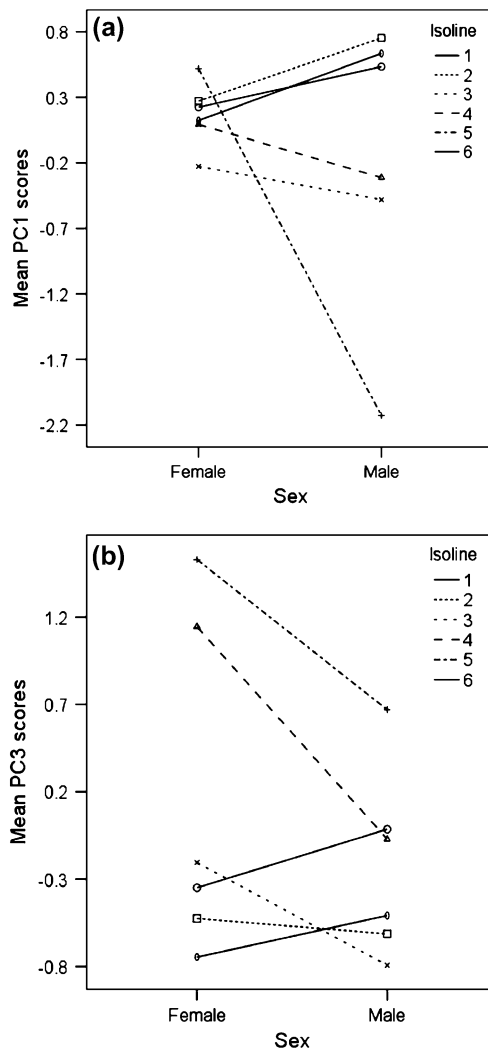 (a)
Isoline
1
2
3
4
5
6
0.8
0.3
-0.2
-0.7
-1.2
-1.7
-2.2
Mean PC1 scores
Female Male
Sex
(b)
Isoline
1
2
3
4
5
6
1.2
0.7
0.2
-0.3
-0.8
Mean PC3 scores
Female Male
Sex